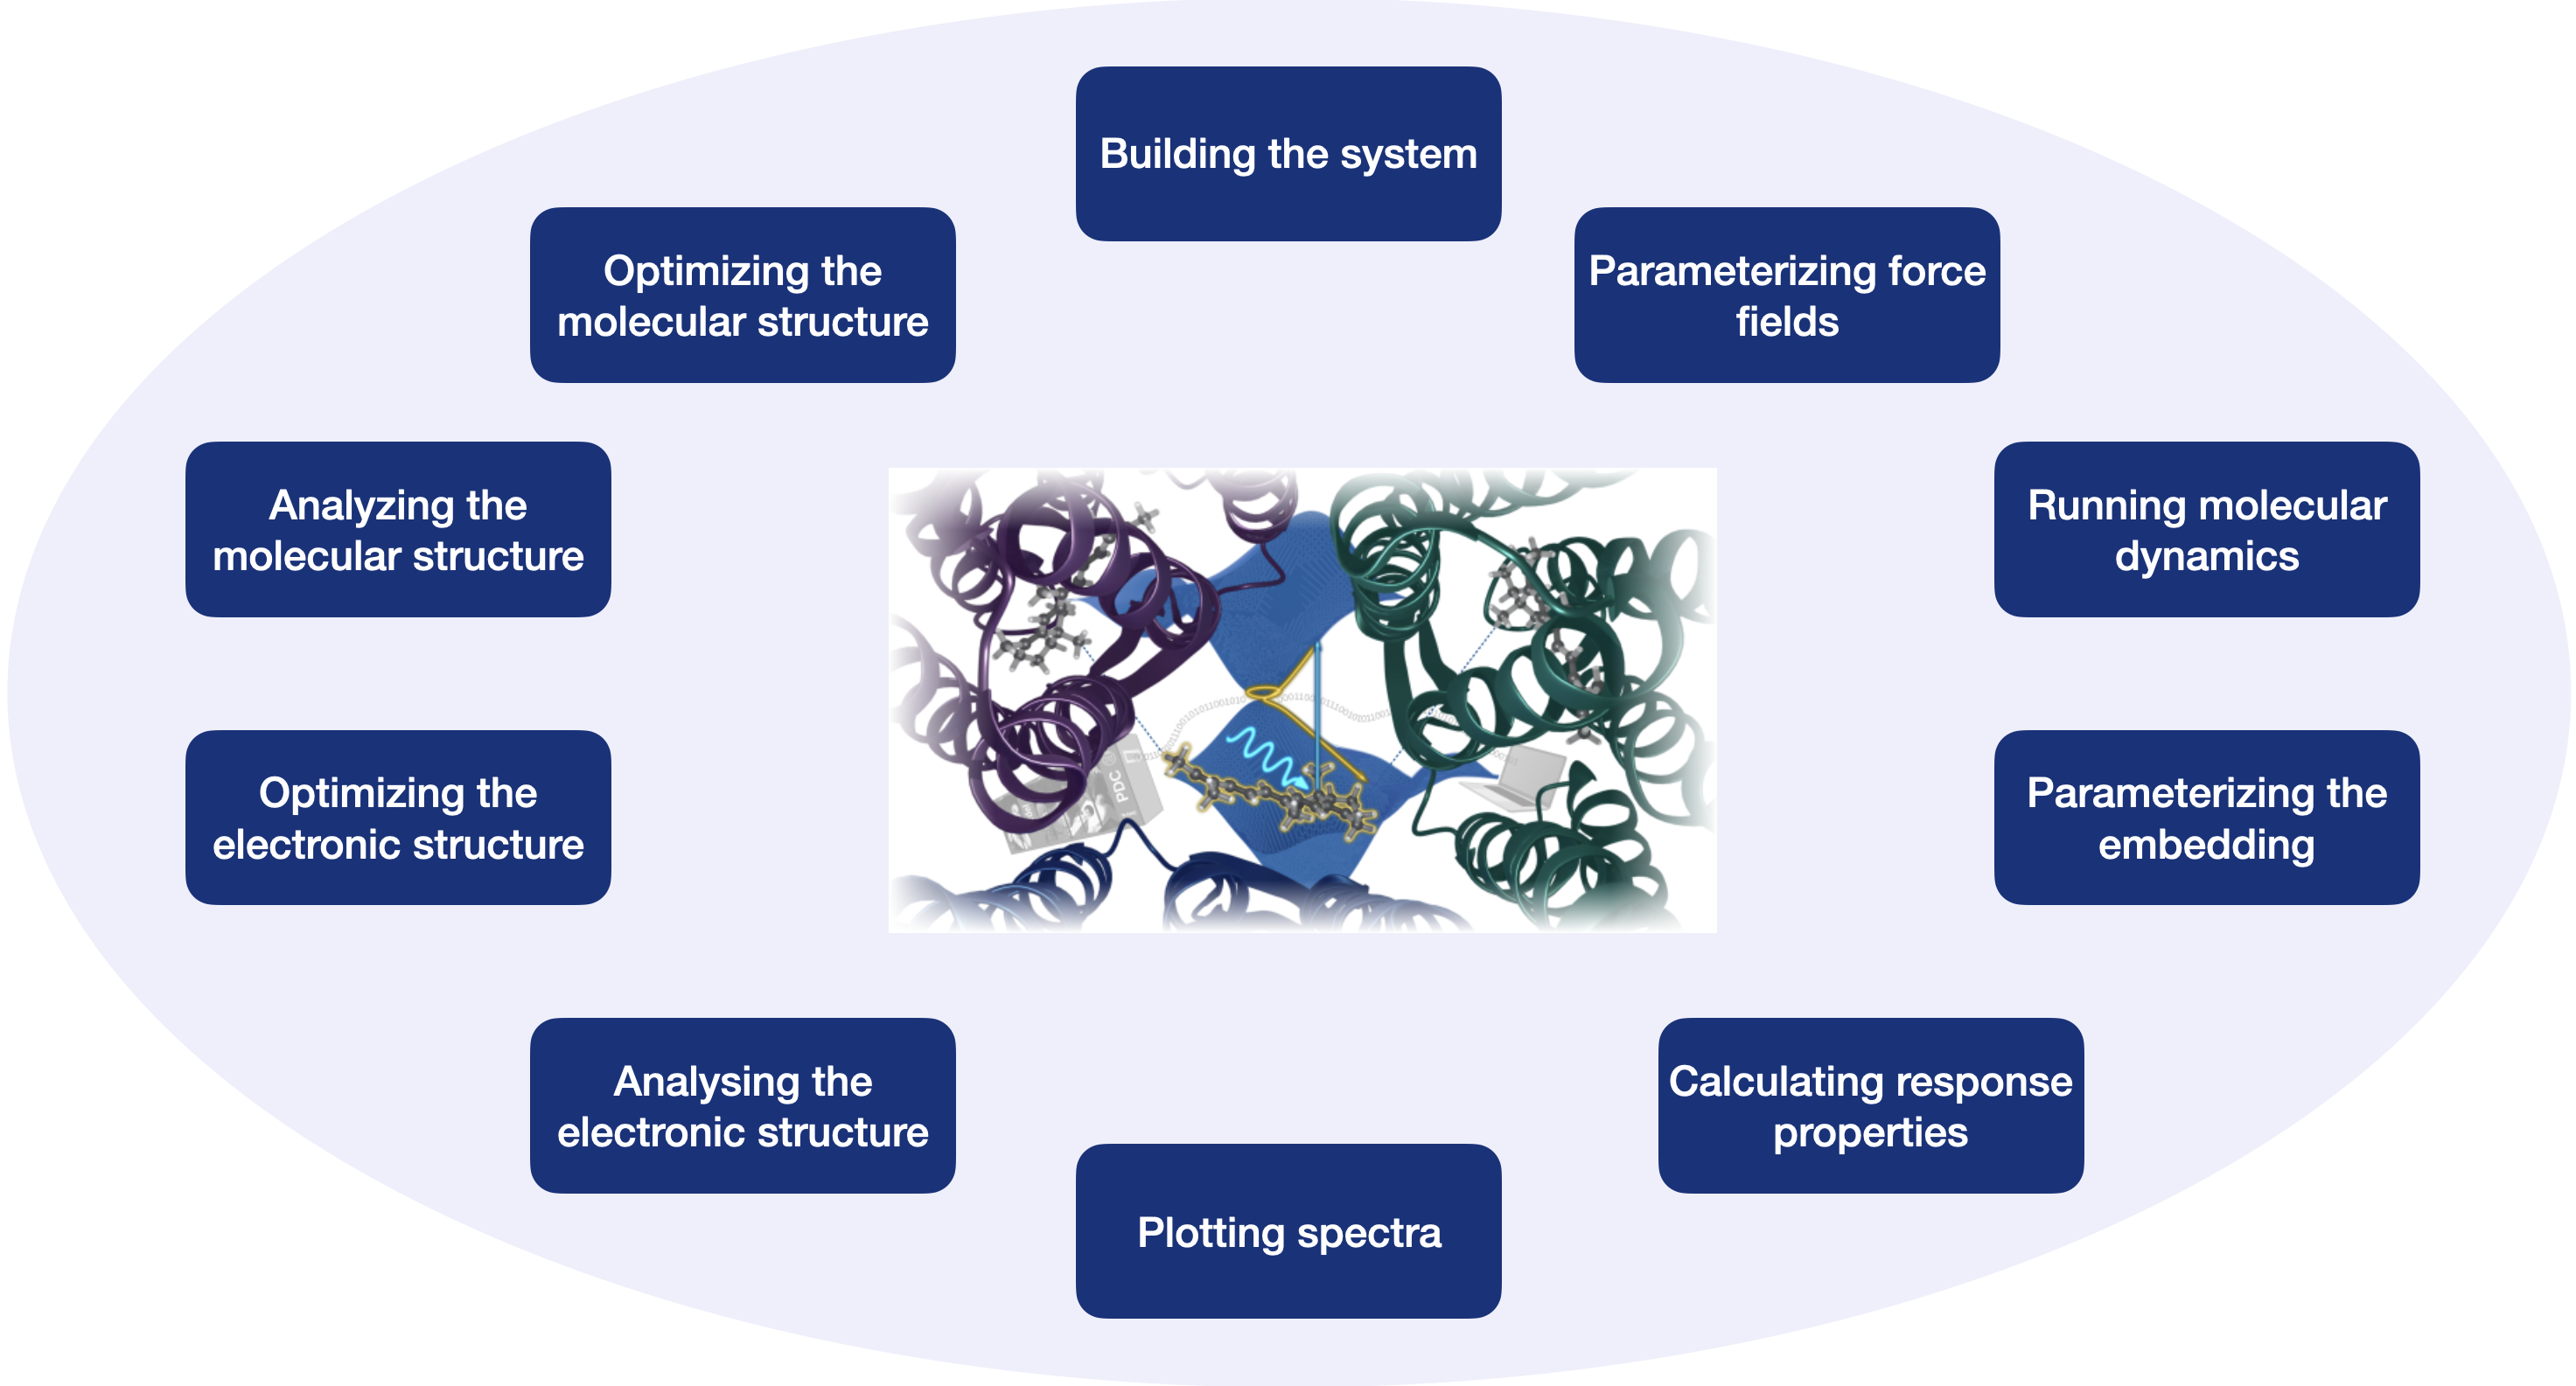 Building the system
Optimizing the
molecular structure
Parameterizing force
fields
Analyzing the
molecular structure
Running molecular
dynamics
PDC
Optimizing the
electronic structure
Parameterizing the
embedding
Analysing the
electronic structure
Calculating response
properties
Plotting spectra